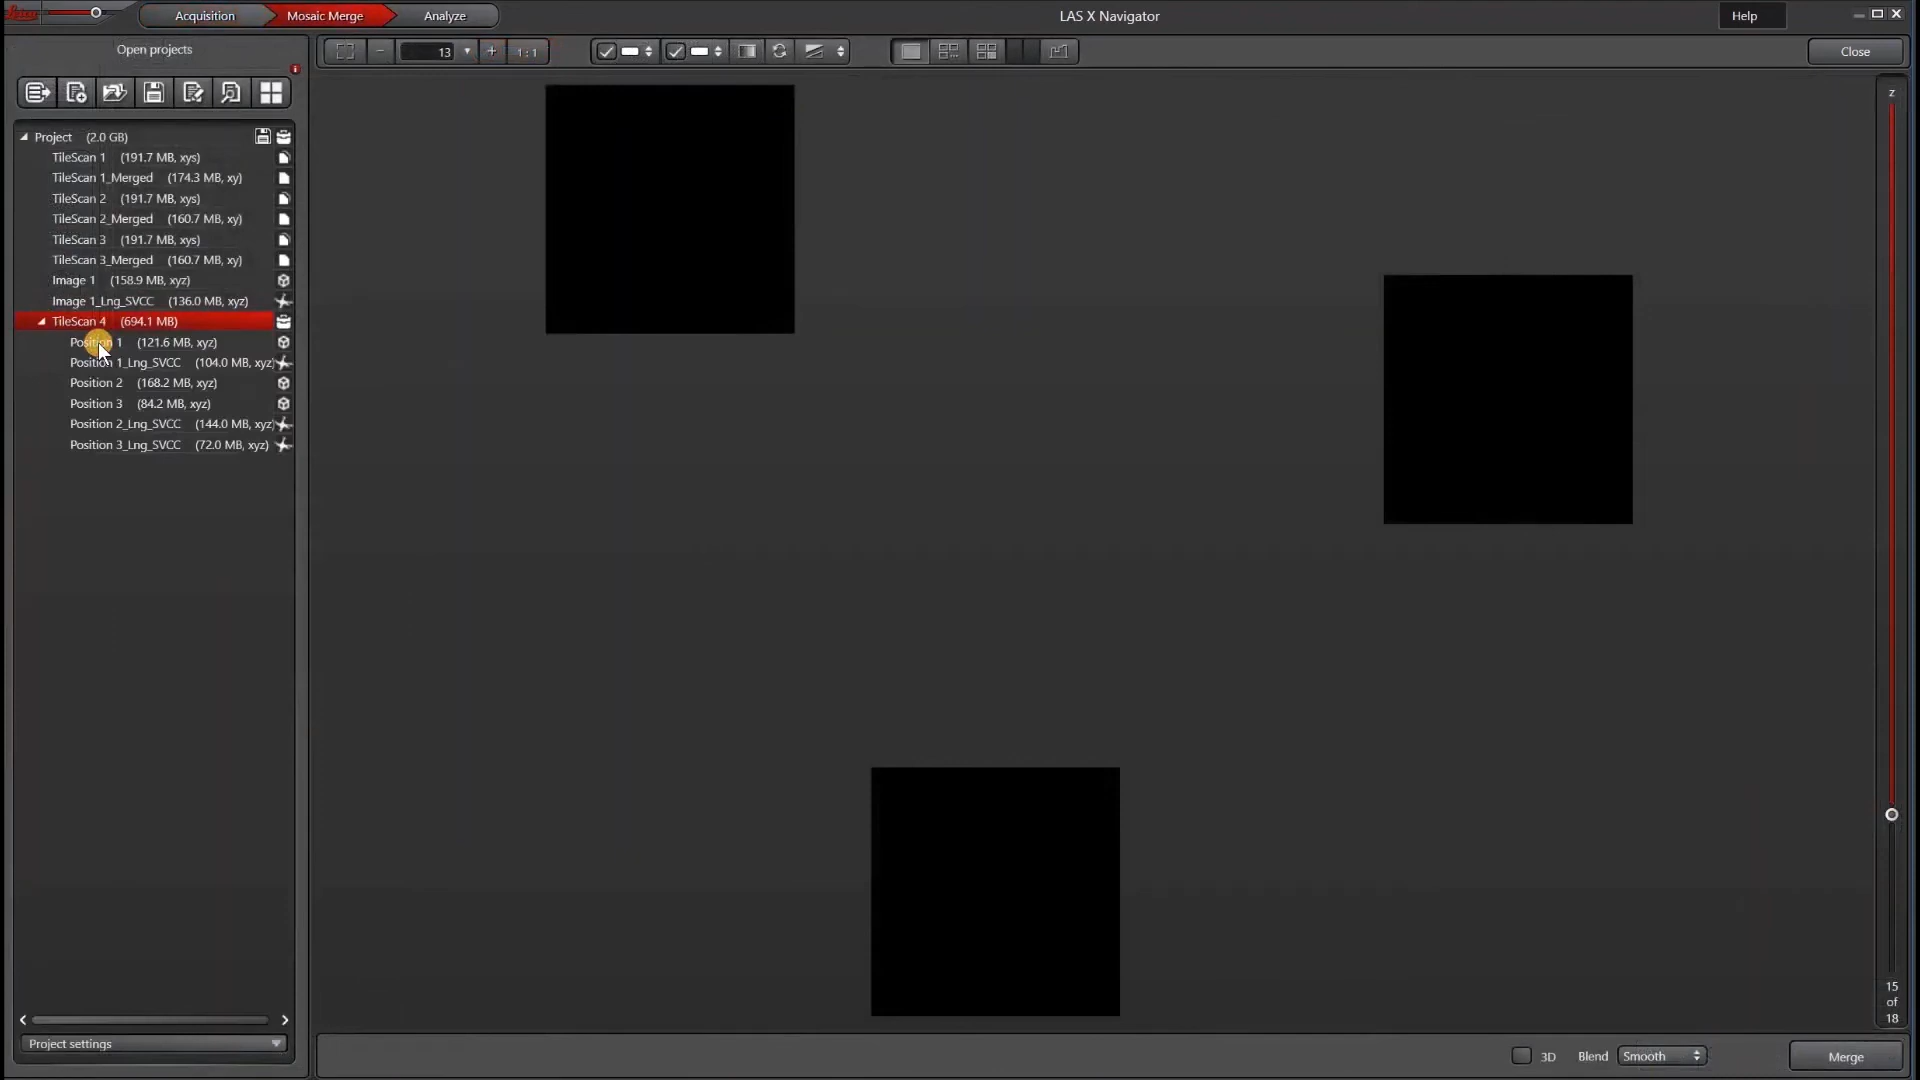 Acquisition
Mosaic Merge
Analyze
LAS X Navigator
Help
Open projects
13
1:1
Close
Project (2.0 GB)
TileScan 1 (191.7 MB, xys)
TileScan 1_Merged (174.3 MB, xy)
TileScan 2 (191.7 MB, xys)
TileScan 2_Merged (160.7 MB, xy)
TileScan 3 (191.7 MB, xys)
TileScan 3_Merged (160.7 MB, xy)
Image 1 (158.9 MB, xyz)
Image 1_Lng_SVCC (136.0 MB, xyz)
TileScan 4 (694.1 MB)
Position 1 (121.6 MB, xyz)
Position 1_Lng_SVCC (104.0 MB, xyz)
Position 2 (168.2 MB, xyz)
Position 3 (84.2 MB, xyz)
Position 2_Lng_SVCC (144.0 MB, xyz)
Position 3_Lng_SVCC (72.0 MB, xyz)
z
15
of
18
Project settings
3D
Blend
Smooth
Merge